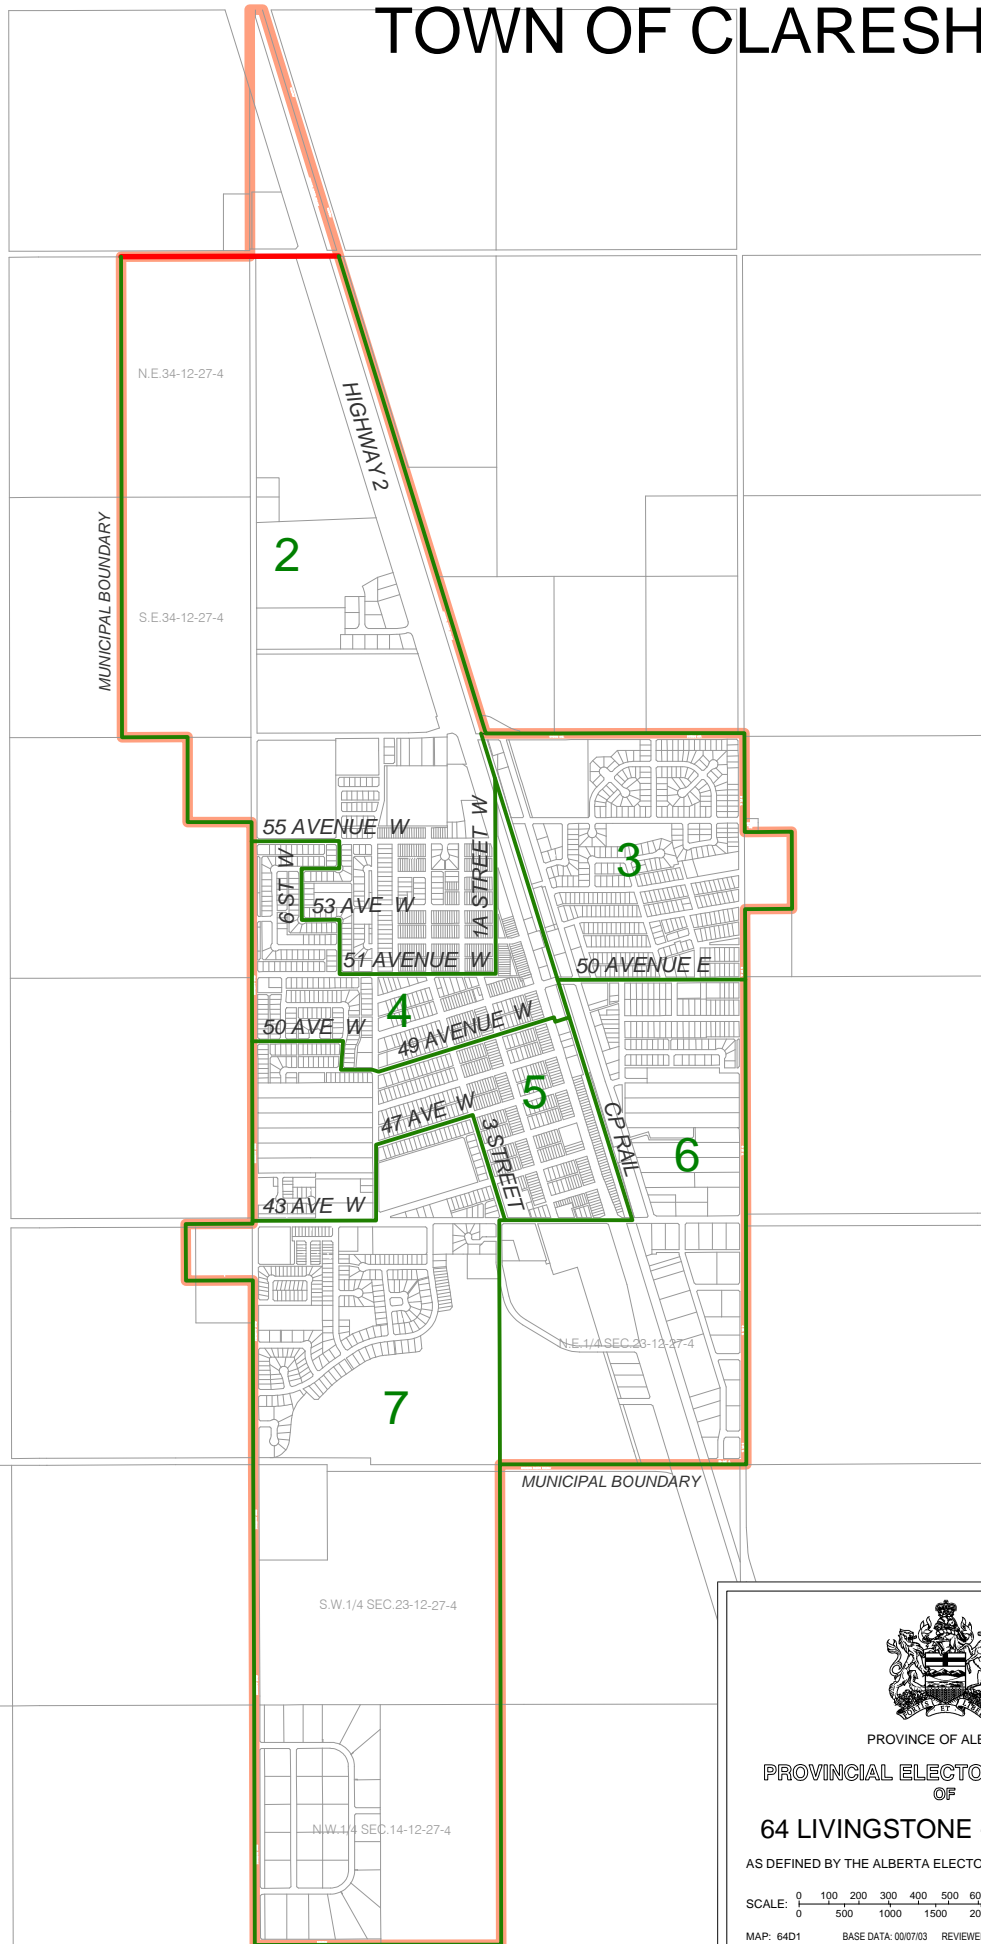 TOWN OF CLARESH
N.E.34-12-27-4
HIGHWAY 2
MUNICIPAL BOUNDARY
2
S.E.34-12-27-4
55 AVENUE W
6 ST W
53 AVE W
1A STREET W
3
51 AVENUE W
50 AVENUE E
4
50 AVE W
49 AVENUE W
5
47 AVE W
3 STREET
CP RAIL
6
43 AVE W
N.E.1/4 SEC.23-12-27-4
7
MUNICIPAL BOUNDARY
S.W.1/4 SEC.23-12-27-4
N.W.1/4 SEC.14-12-27-4
PROVINCE OF ALB
PROVINCIAL ELECTO
OF
64 LIVINGSTONE
AS DEFINED BY THE ALBERTA ELECTO
SCALE: 0 100 200 300 400 500 60
0 500 1000 1500 20
MAP: 64D1 BASE DATA: 00/07/03 REVIEWE